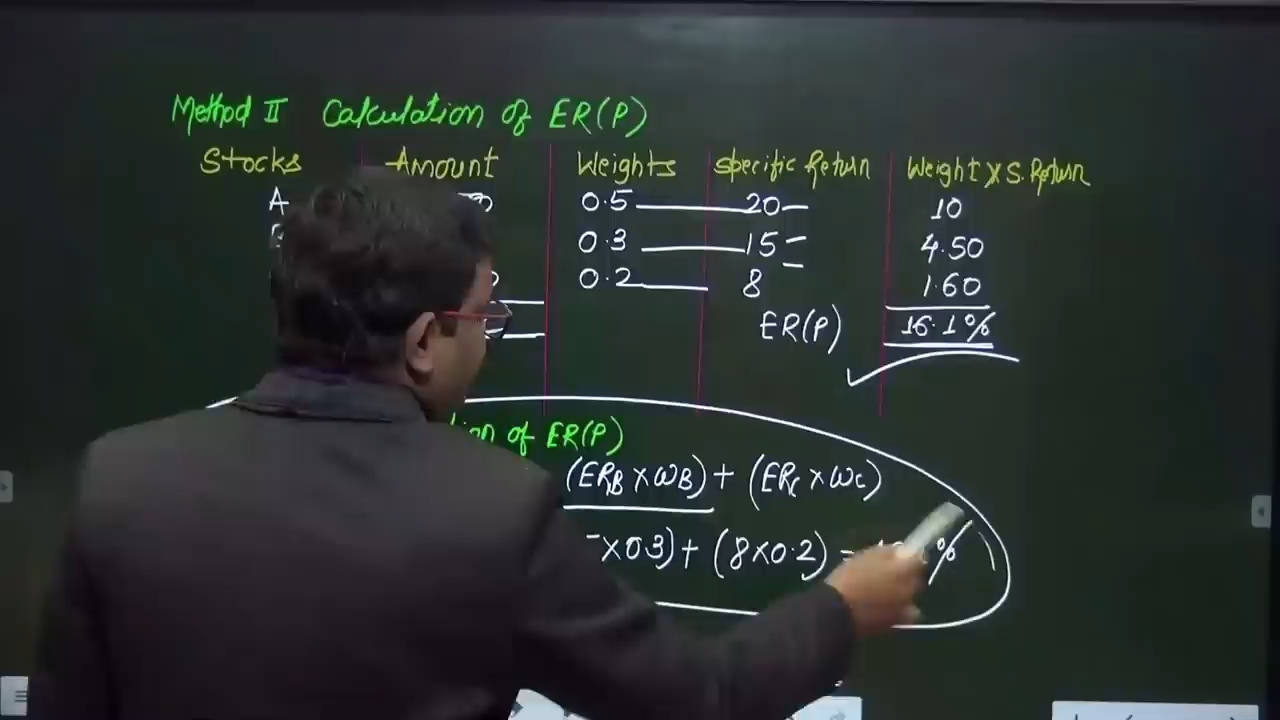 Method II Calculation of ER(P)
Stocks Amount Weights Specific Return Weight X S. Return
A 0.5 20 10
0.3 15 4.50
0.2 8 1.60
ER(P) 16.1%
of ER(P)
(ERB X WB) + (ERC X WC)
X 0.3) + (8 X 0.2) = %